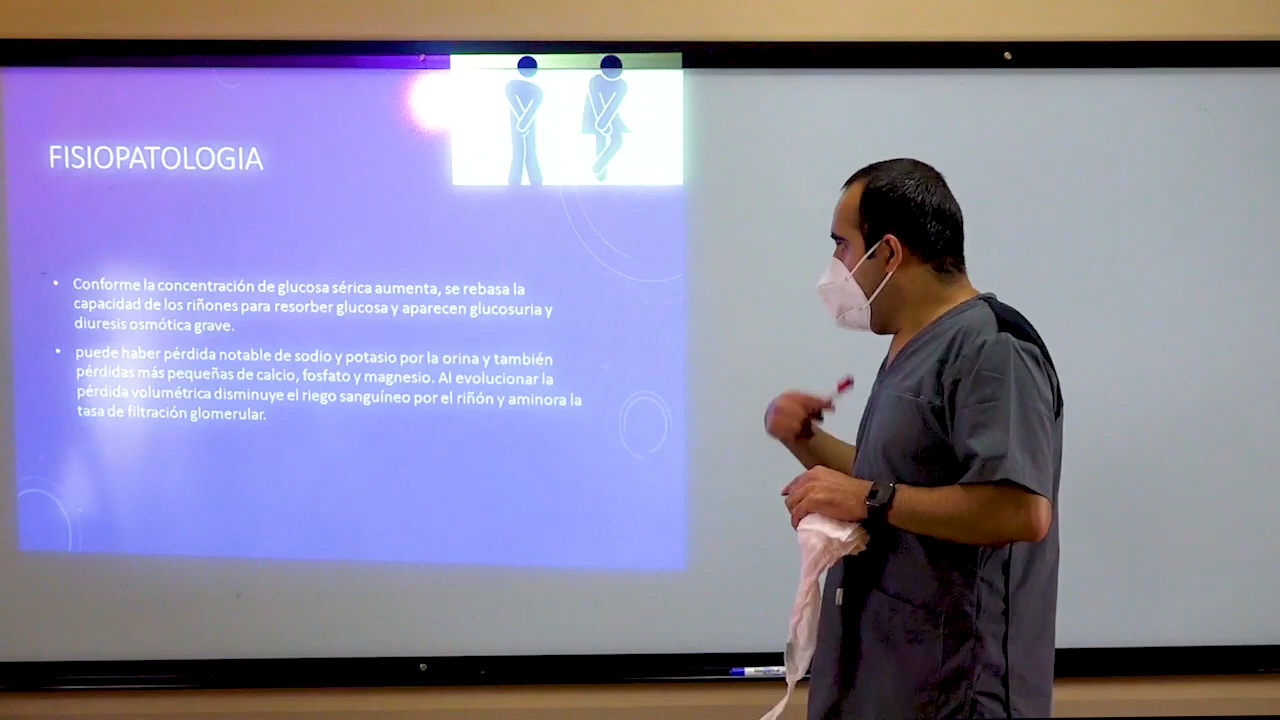 FISIOPATOLOGIA
• Conforme la concentración de glucosa sérica aumenta, se rebasa la
capacidad de los riñones para resorber glucosa y aparecen glucosuria y
diuresis osmótica grave.
• puede haber pérdida notable de sodio y potasio por la orina y también
pérdidas más pequeñas de calcio, fosfato y magnesio. Al evolucionar la
pérdida volumétrica disminuye el riego sanguíneo por el riñón y aminora la
tasa de filtración glomerular.